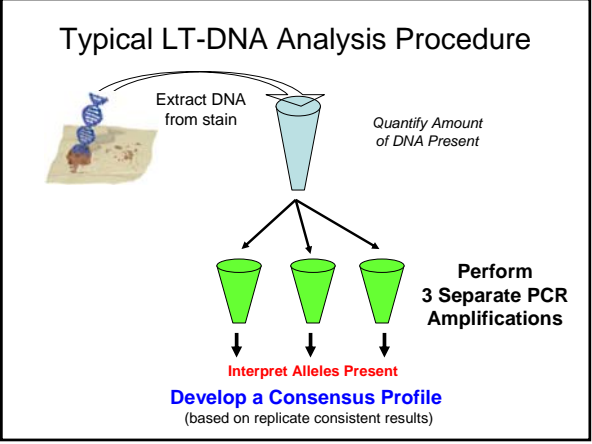 Typical LT-DNA Analysis Procedure
Extract DNA
from stain
Quantify Amount
of DNA Present
Perform
3 Separate PCR
Amplifications
Interpret Alleles Present
Develop a Consensus Profile
(based on replicate consistent results)